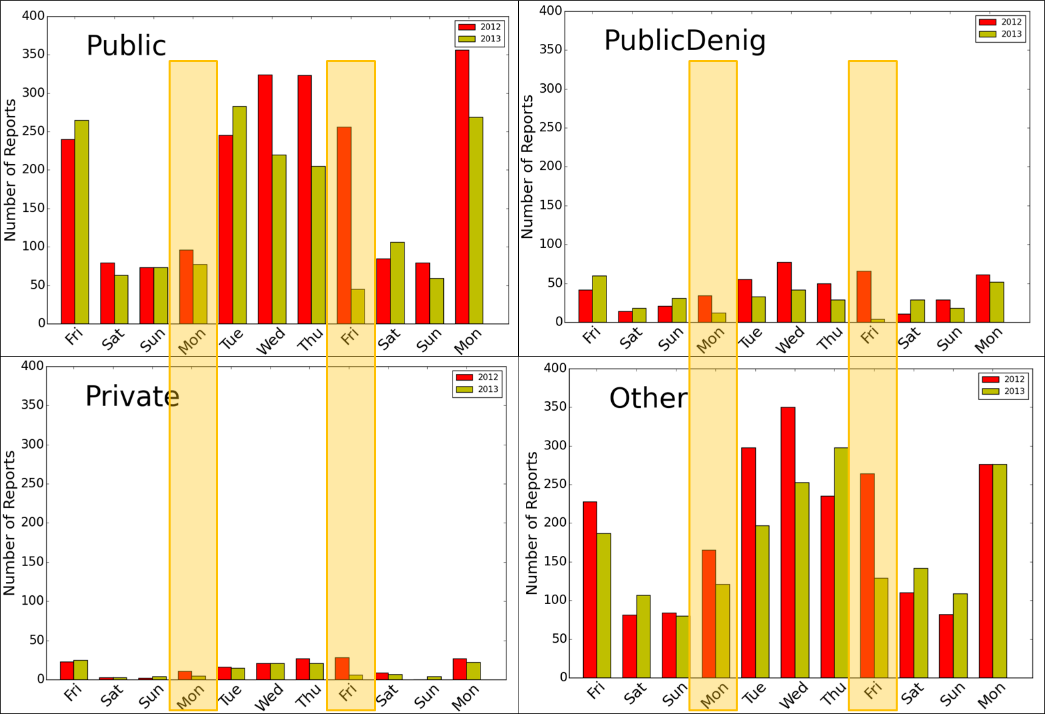 Public
2012
2013
Number of Reports
400
350
300
250
200
150
100
50
0
Fri
Sat
Sun
Mon
Tue
Wed
Thu
Fri
Sat
Sun
Mon
PublicDenig
2012
2013
Number of Reports
400
350
300
250
200
150
100
50
0
Fri
Sat
Sun
Mon
Tue
Wed
Thu
Fri
Sat
Sun
Mon
Private
2012
2013
Number of Reports
400
350
300
250
200
150
100
50
0
Fri
Sat
Sun
Mon
Tue
Wed
Thu
Fri
Sat
Sun
Mon
Other
2012
2013
Number of Reports
400
350
300
250
200
150
100
50
0
Fri
Sat
Sun
Mon
Tue
Wed
Thu
Fri
Sat
Sun
Mon